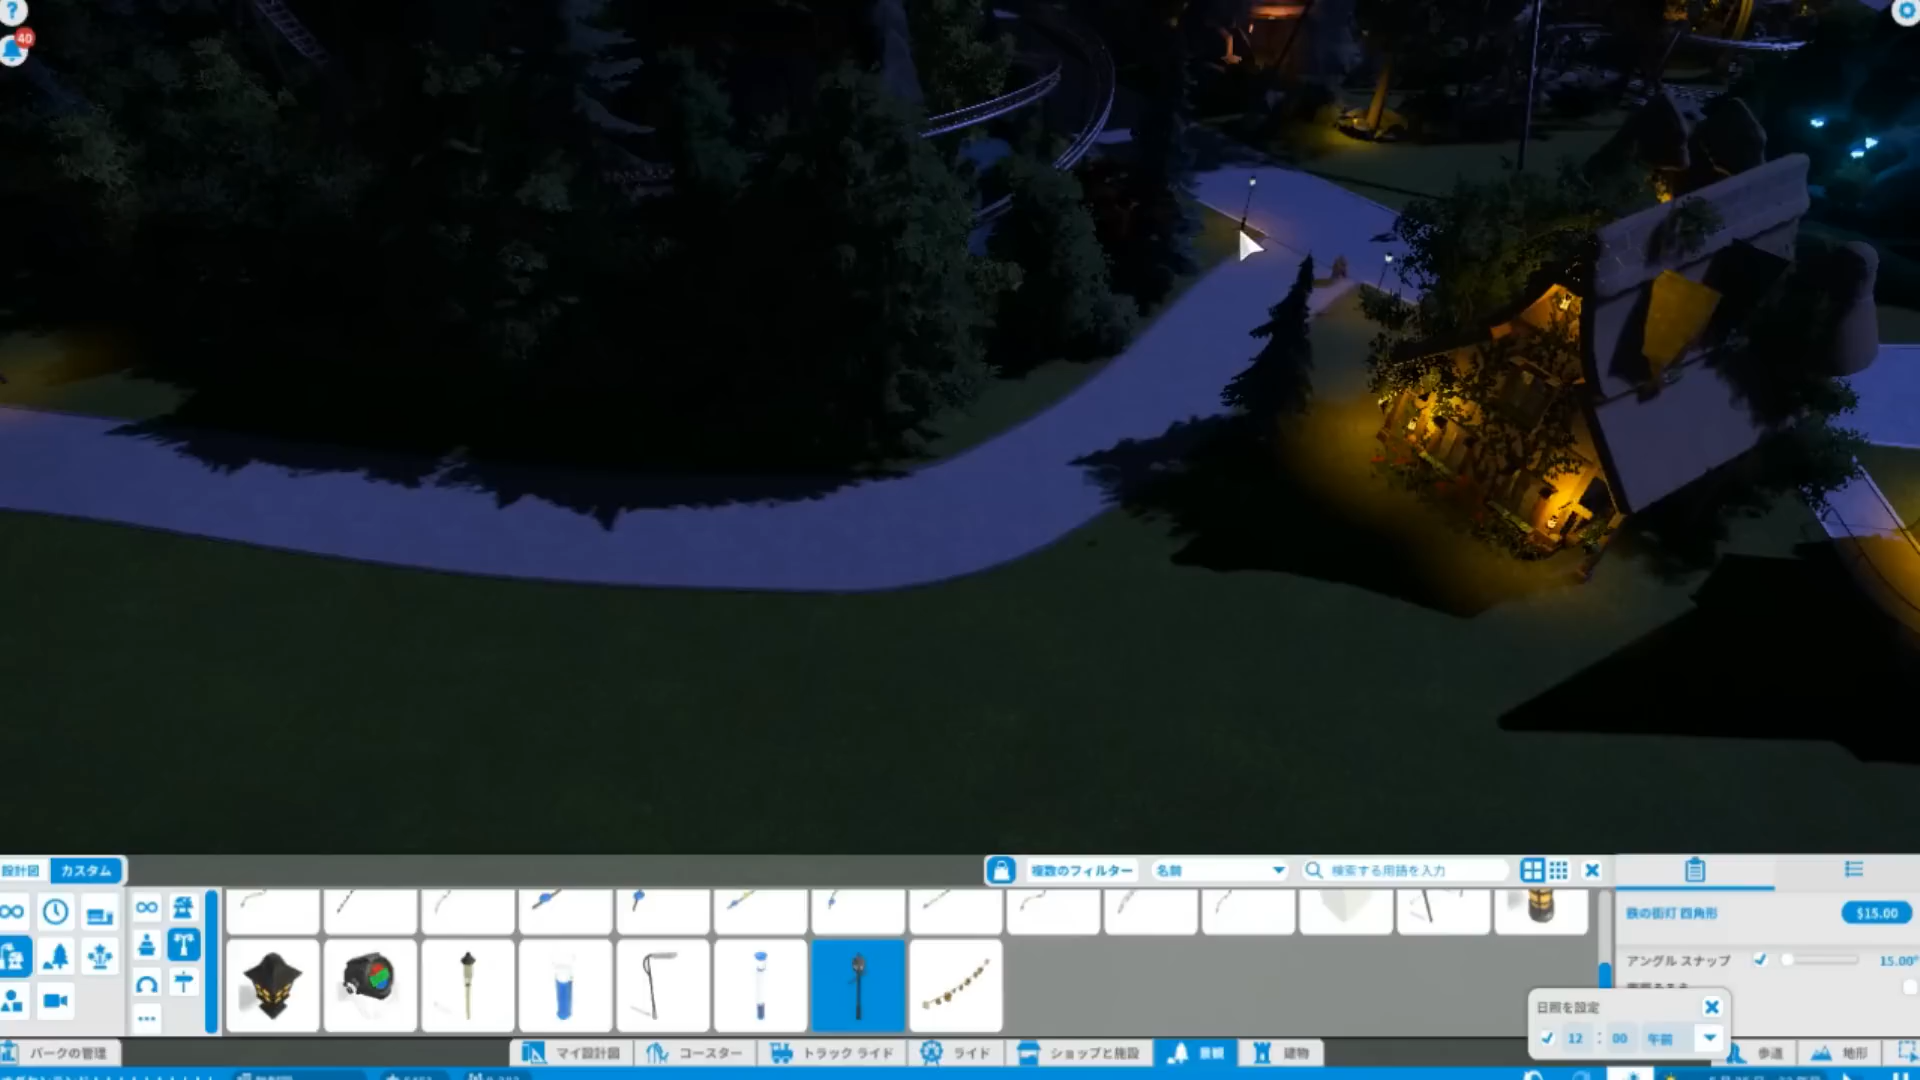 ?
40
設計図 カスタム
複数のフィルター 名前 検索する用語を入力
鉄の街灯 四角形 $15.00
アングル スナップ 15.00°
日照を設定
12 : 00 午前
パークの管理 マイ設計図 コースター トラック ライド ライド ショップと施設 景観 建物 歩道 地形